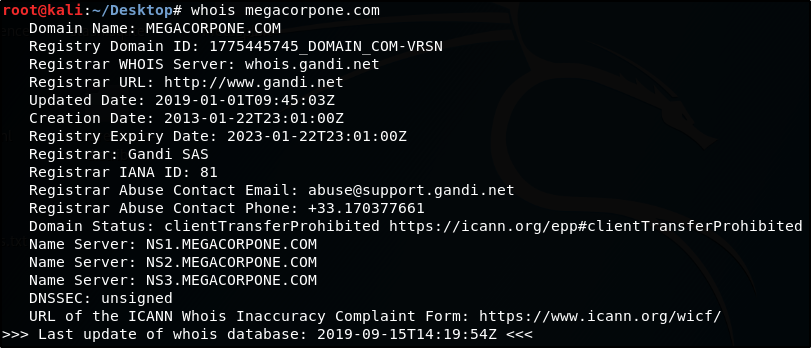 root@kali:~/Desktop# whois megacorpone.com
Domain Name: MEGACORPONE.COM
Registry Domain ID: 1775445745_DOMAIN_COM-VRSN
Registrar WHOIS Server: whois.gandi.net
Registrar URL: http://www.gandi.net
Updated Date: 2019-01-01T09:45:03Z
Creation Date: 2013-01-22T23:01:00Z
Registry Expiry Date: 2023-01-22T23:01:00Z
Registrar: Gandi SAS
Registrar IANA ID: 81
Registrar Abuse Contact Email: abuse@support.gandi.net
Registrar Abuse Contact Phone: +33.170377661
Domain Status: clientTransferProhibited https://icann.org/epp#clientTransferProhibited
Name Server: NS1.MEGACORPONE.COM
Name Server: NS2.MEGACORPONE.COM
Name Server: NS3.MEGACORPONE.COM
DNSSEC: unsigned
URL of the ICANN Whois Inaccuracy Complaint Form: https://www.icann.org/wicf/
>>> Last update of whois database: 2019-09-15T14:19:54Z <<<